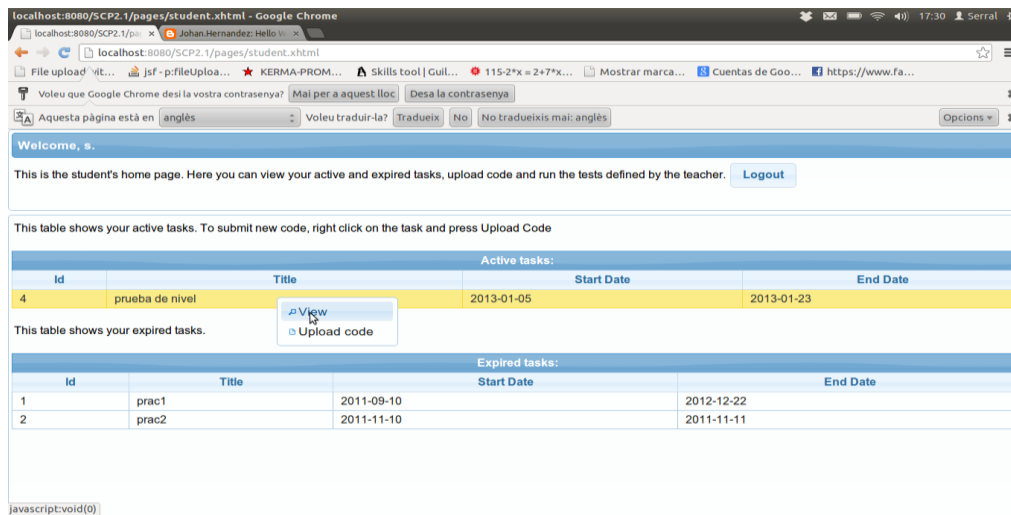 localhost:8080/SCP2.1/pages/student.xhtml - Google Chrome 17:30 Serral
localhost:8080/SCP2.1/pa Johan.Hernandez: Hello W
localhost:8080/SCP2.1/pages/student.xhtml
File upload wit... jsf - p:fileUploa... KERMA-PROM... Skills tool | Guil... 115-2*x = 2+7*x... Mostrar marca... Cuentas de Goo... https://www.fa...
Voleu que Google Chrome desi la vostra contrasenya? Mai per a aquest lloc Desa la contrasenya
Aquesta pàgina està en anglès Voleu traduir-la? Tradueix No No tradueixis mai: anglès Opcions
Welcome, s.
This is the student's home page. Here you can view your active and expired tasks, upload code and run the tests defined by the teacher. Logout
This table shows your active tasks. To submit new code, right click on the task and press Upload Code
Active tasks:
Id Title Start Date End Date
4 prueba de nivel 2013-01-05 2013-01-23
View
Upload code
This table shows your expired tasks.
Expired tasks:
Id Title Start Date End Date
1 prac1 2011-09-10 2012-12-22
2 prac2 2011-11-10 2011-11-11
javascript:void(0)